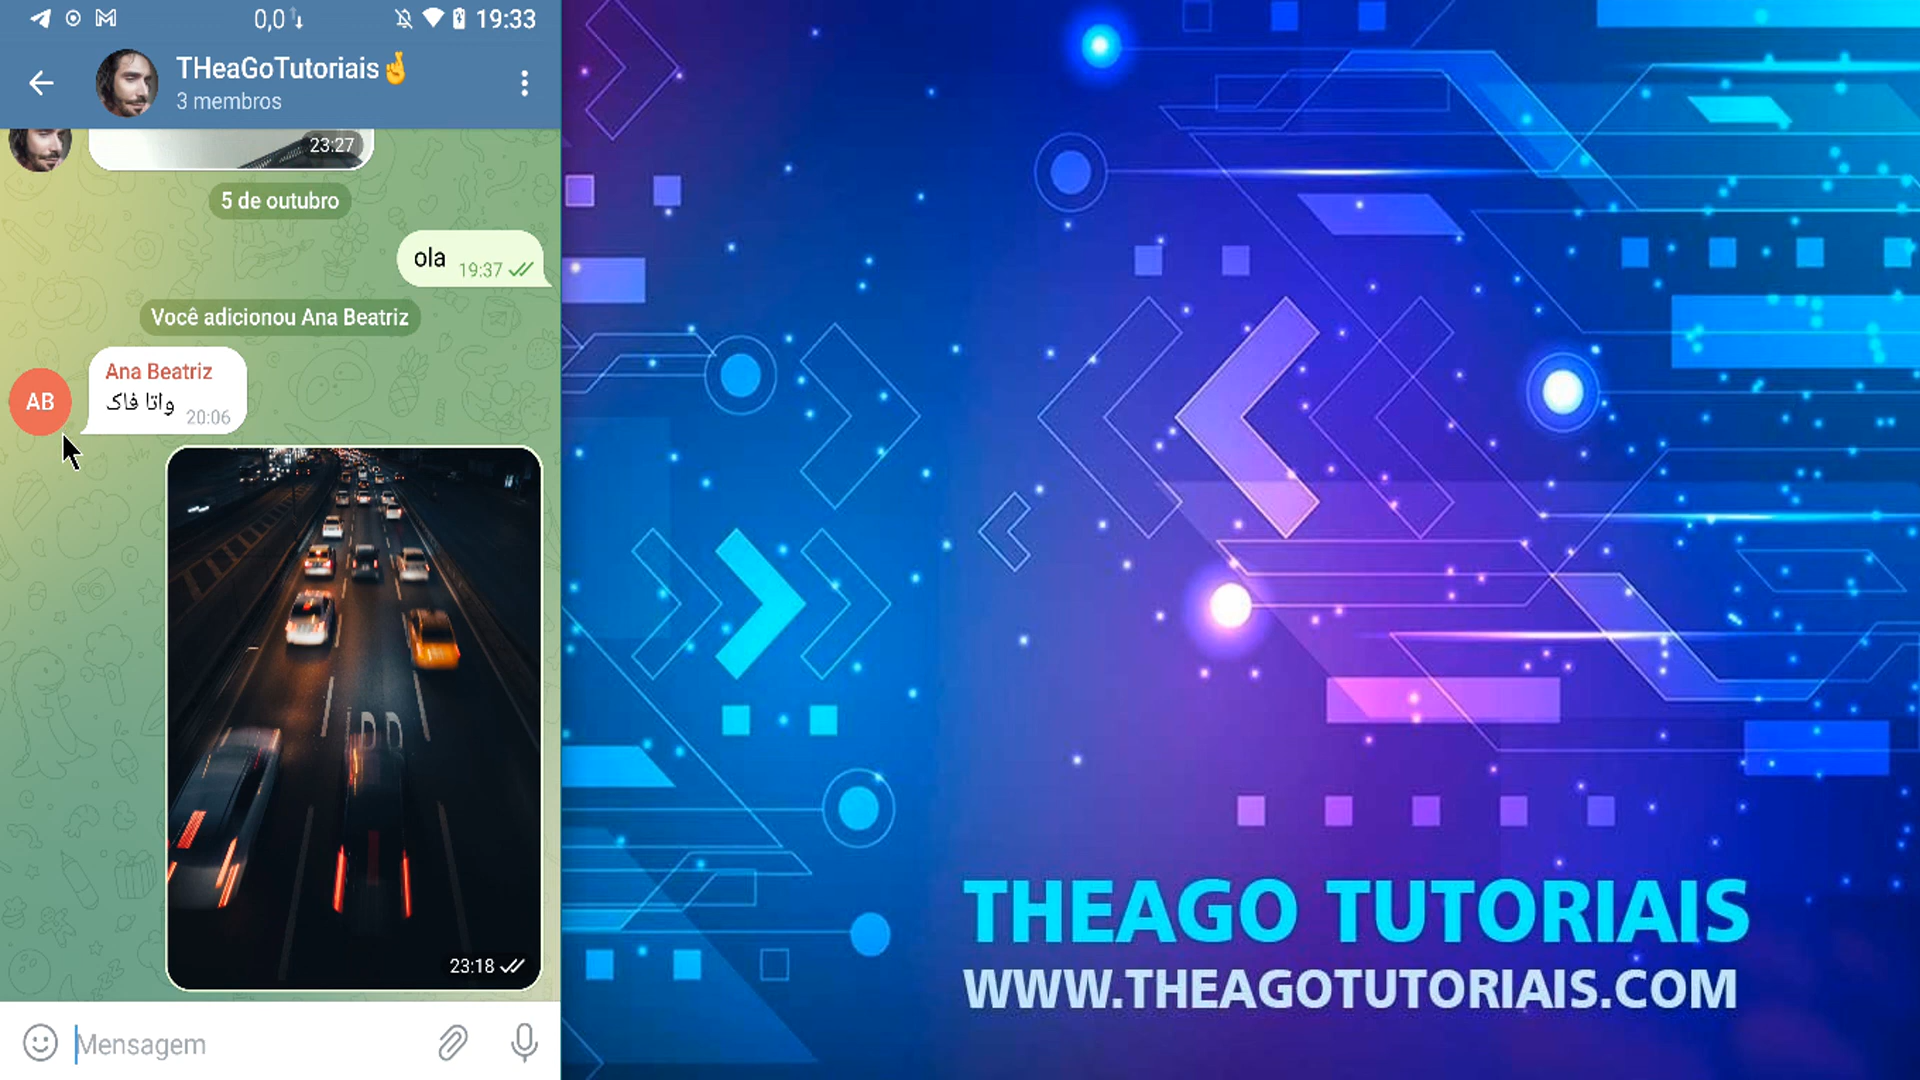 0,0
19:33
THeaGoTutoriais🤞
3 membros
23:27
5 de outubro
ola 19:37
Você adicionou Ana Beatriz
Ana Beatriz
AB
واتا فاک 20:06
23:18
Mensagem
THEAGO TUTORIAIS
WWW.THEAGOTUTORIAIS.COM